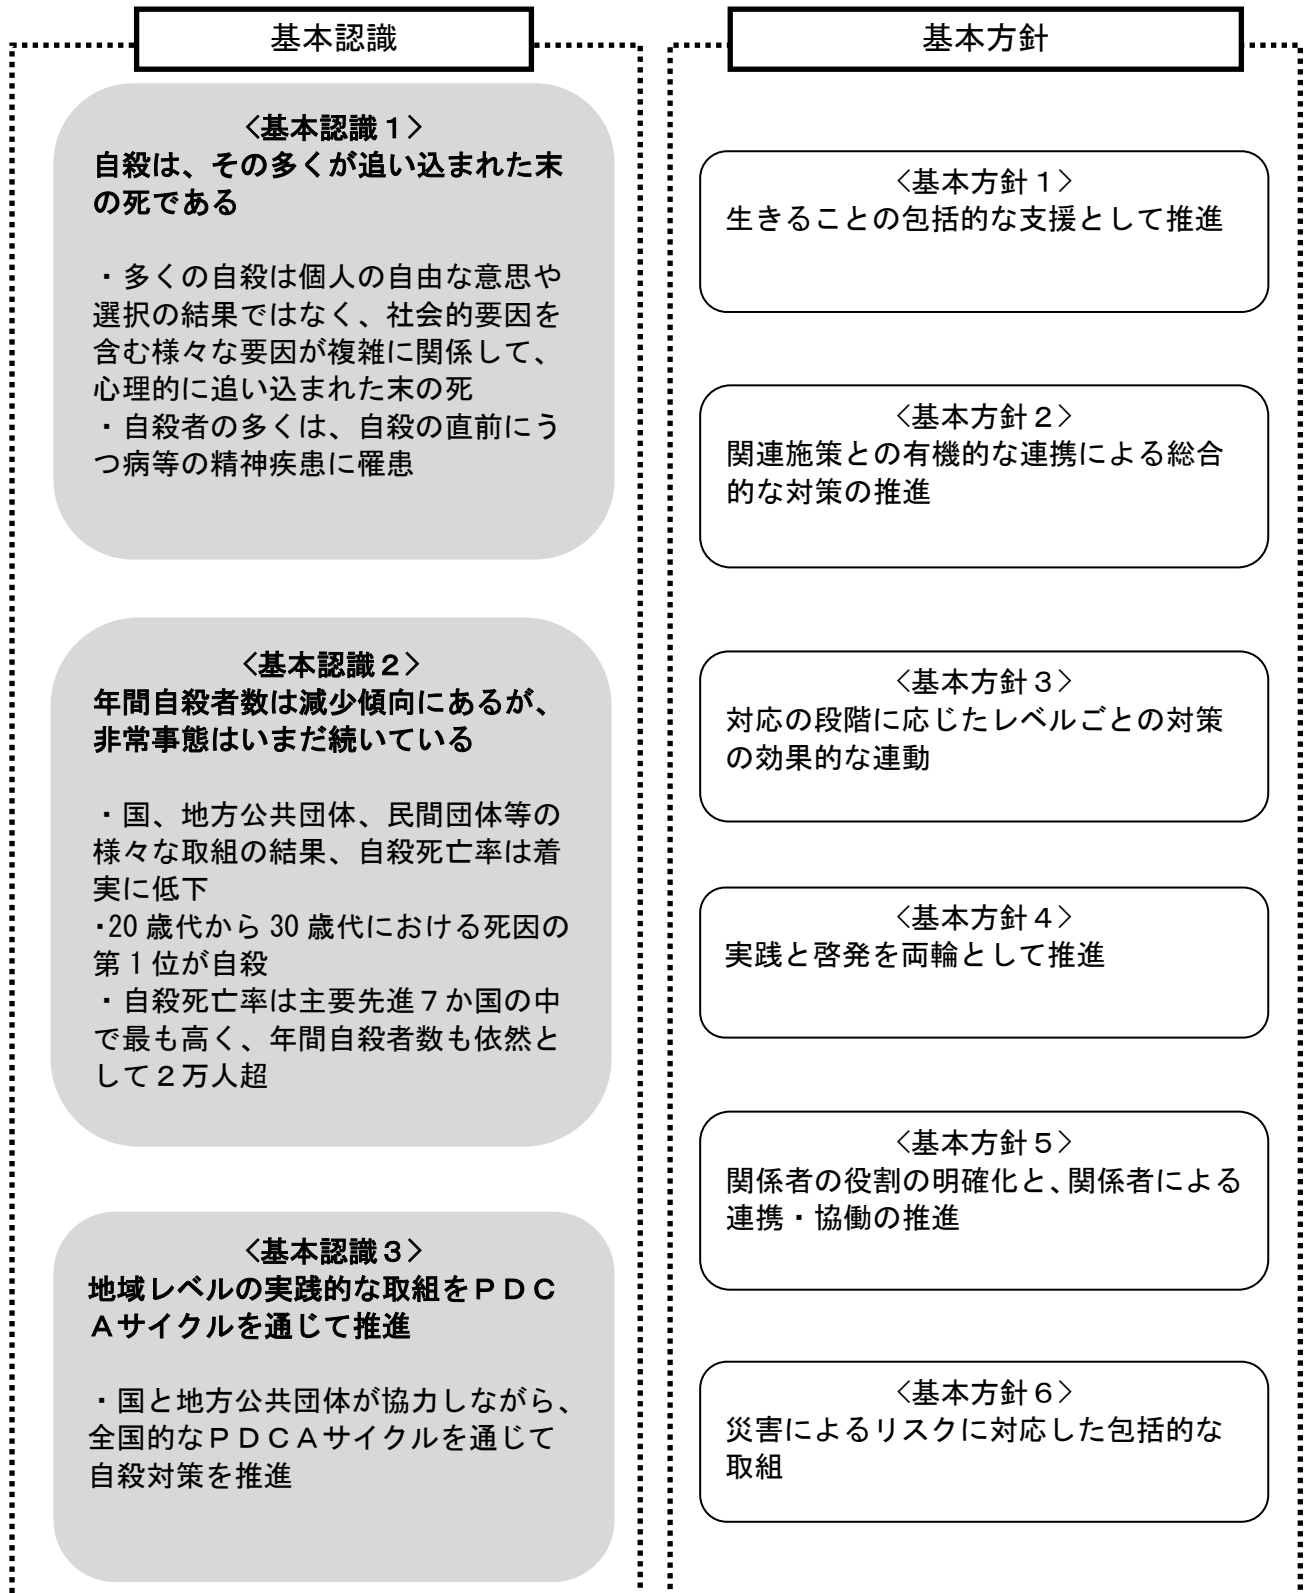 基本認識
<基本認識１>
自殺は、その多くが追い込まれた末
の死である
・多くの自殺は個人の自由な意思や
選択の結果ではなく、社会的要因を
含む様々な要因が複雑に関係して、
心理的に追い込まれた末の死
・自殺者の多くは、自殺の直前にう
つ病等の精神疾患に罹患
<基本認識２>
年間自殺者数は減少傾向にあるが、
非常事態はいまだ続いている
・国、地方公共団体、民間団体等の
様々な取組の結果、自殺死亡率は着
実に低下
・20歳代から30歳代における死因の
第1位が自殺
・自殺死亡率は主要先進７か国の中
で最も高く、年間自殺者数も依然と
して２万人超
<基本認識３>
地域レベルの実践的な取組をＰＤＣ
Ａサイクルを通じて推進
・国と地方公共団体が協力しながら、
全国的なＰＤＣＡサイクルを通じて
自殺対策を推進
基本方針
<基本方針１>
生きることの包括的な支援として推進
<基本方針２>
関連施策との有機的な連携による総合
的な対策の推進
<基本方針３>
対応の段階に応じたレベルごとの対策
の効果的な連動
<基本方針４>
実践と啓発を両輪として推進
<基本方針５>
関係者の役割の明確化と、関係者による
連携・協働の推進
<基本方針６>
災害によるリスクに対応した包括的な
取組